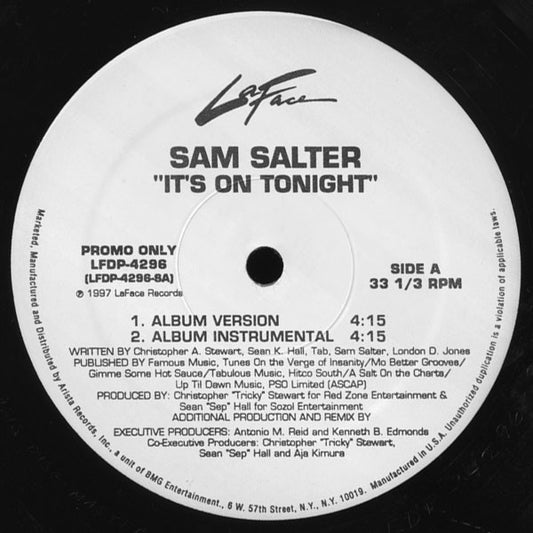 LaFace
SAM SALTER
"IT'S ON TONIGHT"
PROMO ONLY
LFDP-4296
(LFDP-4296-SA)
℗ 1997 LaFace Records
SIDE A
33 1/3 RPM
1. ALBUM VERSION 4:15
2. ALBUM INSTRUMENTAL 4:15
WRITTEN BY Christopher A. Stewart, Sean K. Hall, Tab, Sam Salter, London D. Jones
PUBLISHED BY Famous Music, Tunes On the Verge of Insanity/Mo Better Grooves/
Gimme Some Hot Sauce/Tabulous Music, Hitco South/A Salt On the Charts/
Up Til Dawn Music, PSO Limited (ASCAP)
PRODUCED BY: Christopher "Tricky" Stewart for Red Zone Entertainment &
Sean "Sep" Hall for Sozol Entertainment
ADDITIONAL PRODUCTION AND REMIX BY
EXECUTIVE PRODUCERS: Antonio M. Reid and Kenneth B. Edmonds
Co-Executive Producers: Christopher "Tricky" Stewart,
Sean "Sep" Hall and Aja Kimura
Marketed, Manufactured and Distributed by Arista Records, Inc., a unit of BMG Entertainment., 6 W. 57th Street, N.Y., N.Y. 10019. Manufactured in U.S.A. Unauthorized duplication is a violation of applicable laws.